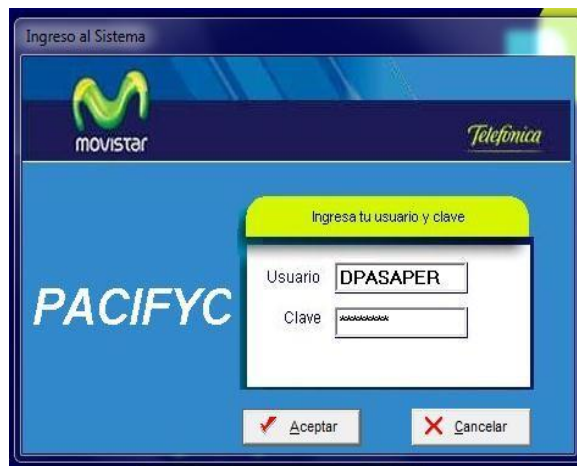 Ingreso al Sistema
movistar
Telefónica
Ingresa tu usuario y clave
Usuario DPASAPER
PACIFYC
Clave *********
Aceptar
Cancelar